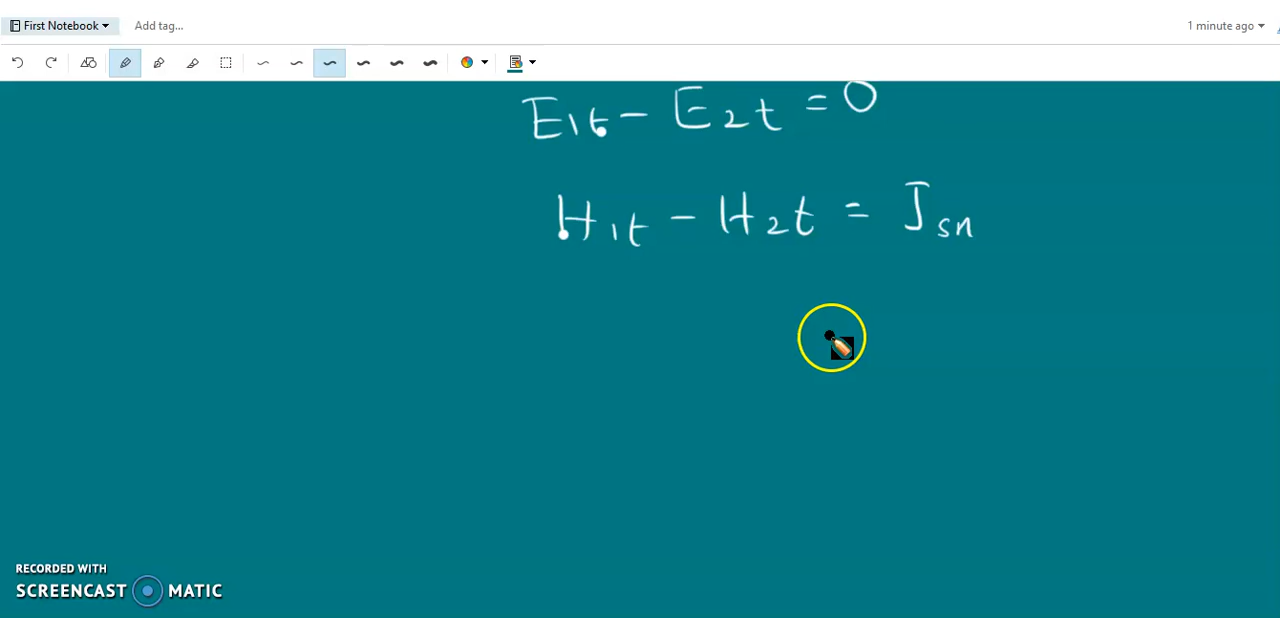 First Notebook Add tag... 1 minute ago
E1t - E2t = 0
H1t - H2t = Jsn
RECORDED WITH
SCREENCAST MATIC